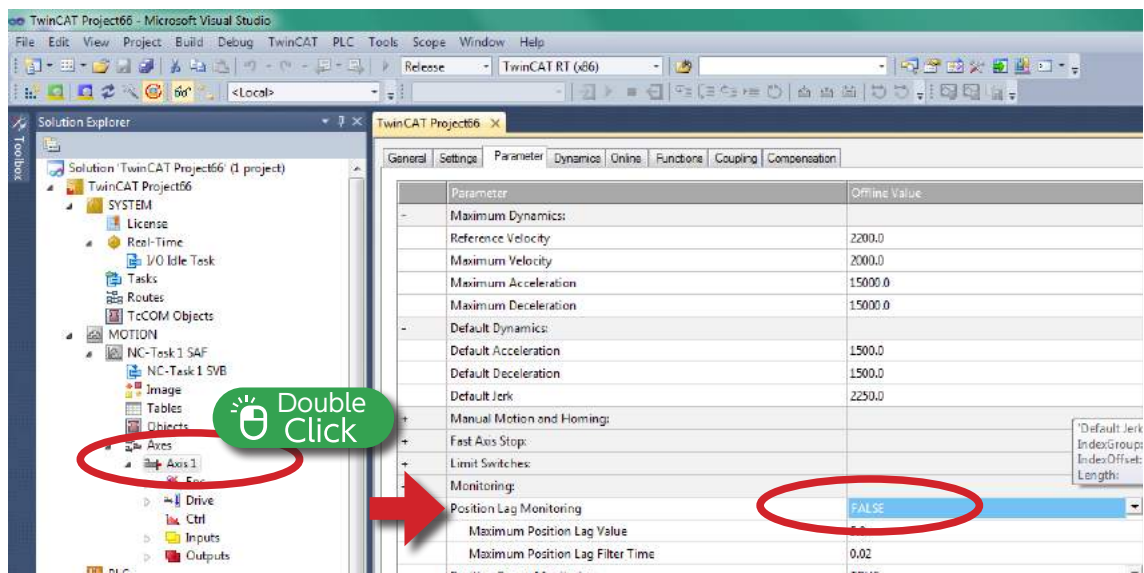 TwinCAT Project66 - Microsoft Visual Studio
File Edit View Project Build Debug TwinCAT PLC Tools Scope Window Help
Release TwinCAT RT (x86)
<Local>
Toolbox
Solution Explorer
Solution 'TwinCAT Project66' (1 project)
TwinCAT Project66
SYSTEM
License
Real-Time
I/O Idle Task
Tasks
Routes
TcCOM Objects
MOTION
NC-Task 1 SAF
NC-Task 1 SVB
Image
Tables
Objects
Axes
Axis 1
Enc
Drive
Ctrl
Inputs
Outputs
PLC
Double
Click
TwinCAT Project66
General Settings Parameter Dynamics Online Functions Coupling Compensation
Parameter Offline Value
- Maximum Dynamics:
Reference Velocity 2200.0
Maximum Velocity 2000.0
Maximum Acceleration 15000.0
Maximum Deceleration 15000.0
- Default Dynamics:
Default Acceleration 1500.0
Default Deceleration 1500.0
Default Jerk 2250.0
+ Manual Motion and Homing:
+ Fast Axis Stop:
+ Limit Switches:
- Monitoring:
Position Lag Monitoring FALSE
Maximum Position Lag Value
Maximum Position Lag Filter Time 0.02
'Default Jerk
IndexGroup:
IndexOffset:
Length: